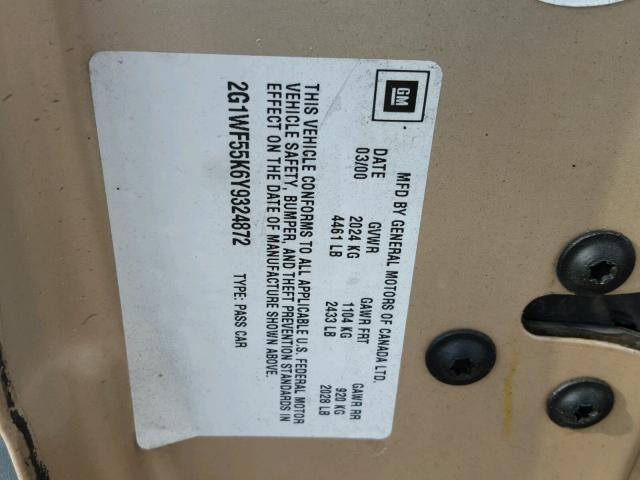 GM
MFD BY GENERAL MOTORS OF CANADA LTD.
DATE GVWR GAWR FRT GAWR RR
03/00 2024 KG 1104 KG 920 KG
4461 LB 2433 LB 2028 LB
THIS VEHICLE CONFORMS TO ALL APPLICABLE U.S. FEDERAL MOTOR
VEHICLE SAFETY, BUMPER, AND THEFT PREVENTION STANDARDS IN
EFFECT ON THE DATE OF MANUFACTURE SHOWN ABOVE.
2G1WF55K6Y9324872 TYPE: PASS CAR